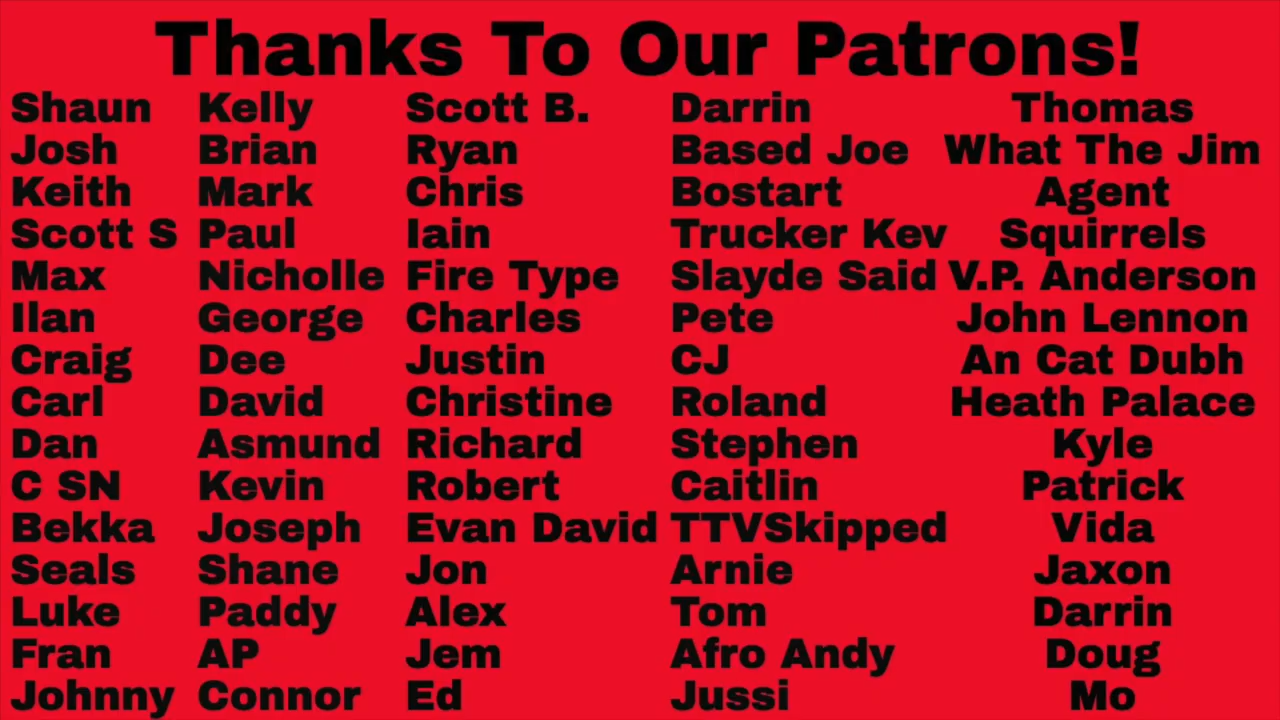 Thanks To Our Patrons!
Shaun Kelly Scott B. Darrin Thomas
Josh Brian Ryan Based Joe What The Jim
Keith Mark Chris Bostart Agent
Scott S Paul Iain Trucker Kev Squirrels
Max Nicholle Fire Type Slayde Said V.P. Anderson
Ilan George Charles Pete John Lennon
Craig Dee Justin CJ An Cat Dubh
Carl David Christine Roland Heath Palace
Dan Asmund Richard Stephen Kyle
C SN Kevin Robert Caitlin Patrick
Bekka Joseph Evan David TTVSkipped Vida
Seals Shane Jon Arnie Jaxon
Luke Paddy Alex Tom Darrin
Fran AP Jem Afro Andy Doug
Johnny Connor Ed Jussi Mo